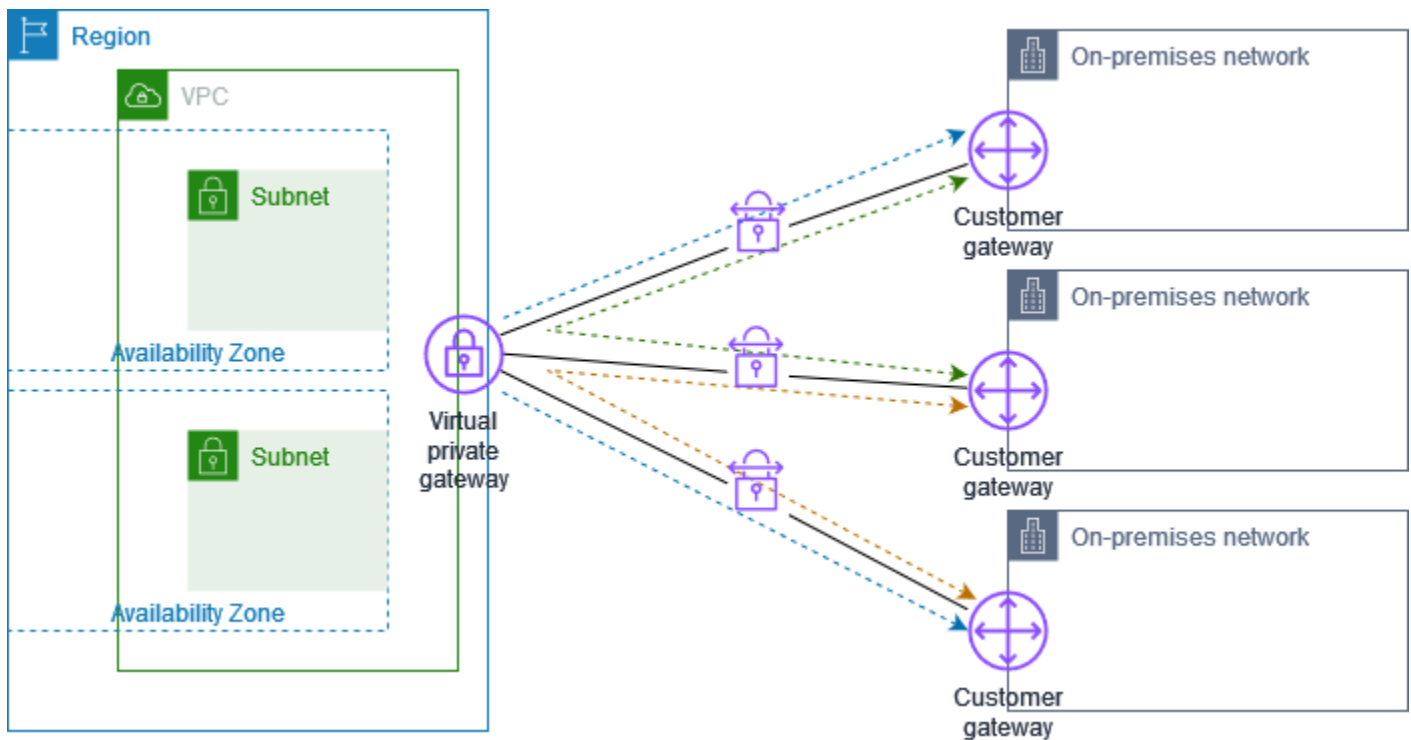 Region
VPC
Subnet
Availability Zone
Subnet
Availability Zone
Virtual
private
gateway
On-premises network
Customer
gateway
On-premises network
Customer
gateway
On-premises network
Customer
gateway